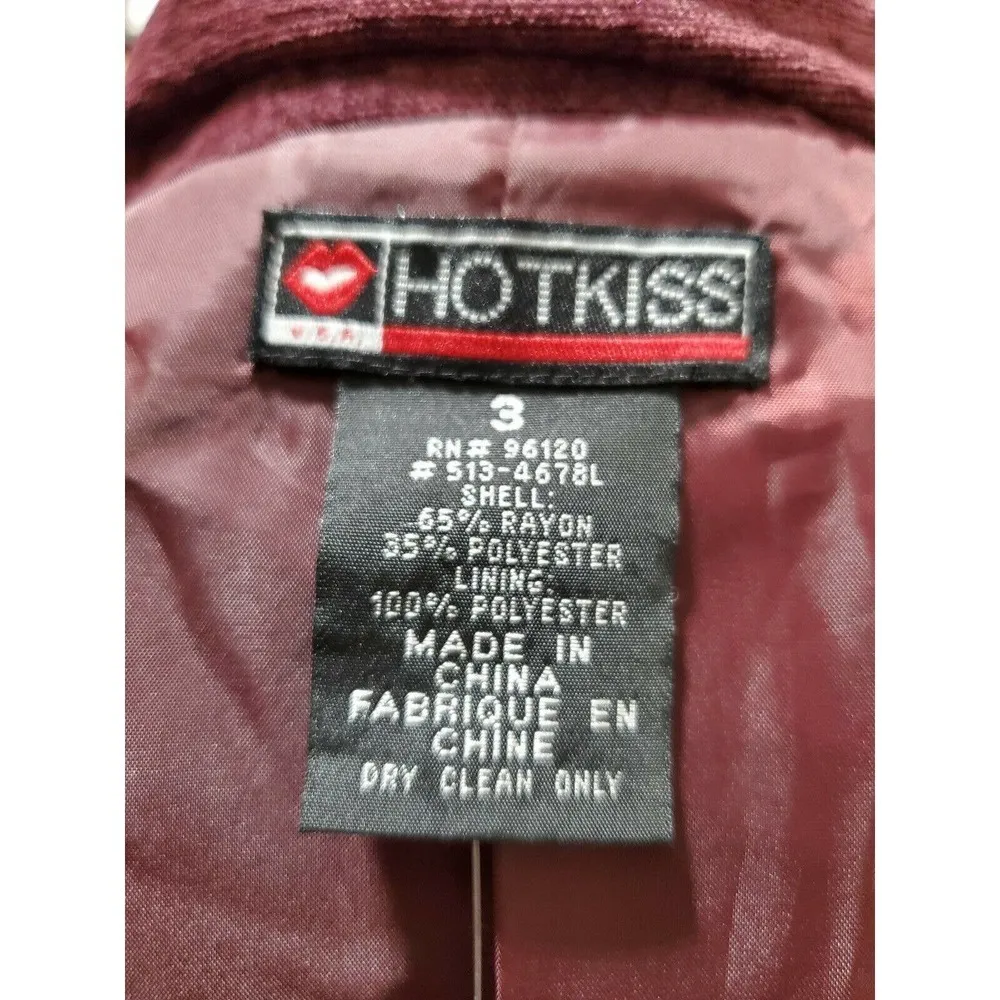 HOTKISS
U.S.A.
3
RN# 96120
# S13-4678L
SHELL:
65% RAYON
35% POLYESTER
LINING:
100% POLYESTER
MADE IN
CHINA
FABRIQUE EN
CHINE
DRY CLEAN ONLY